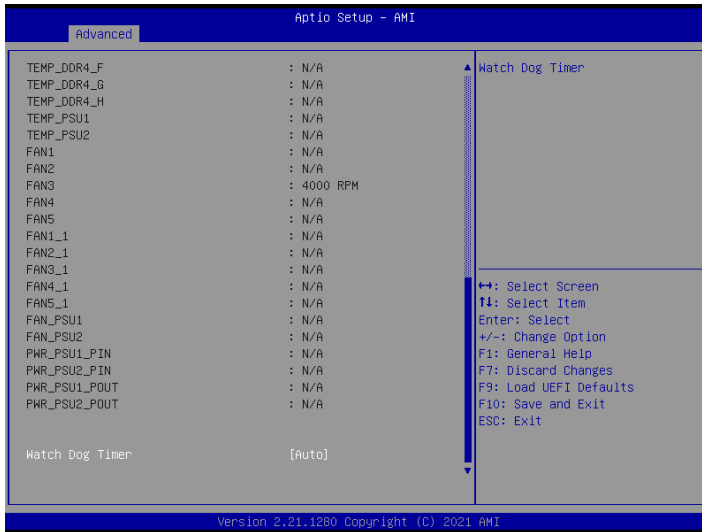 Aptio Setup – AMI
Advanced
TEMP_DDR4_F : N/A
TEMP_DDR4_G : N/A
TEMP_DDR4_H : N/A
TEMP_PSU1 : N/A
TEMP_PSU2 : N/A
FAN1 : N/A
FAN2 : N/A
FAN3 : 4000 RPM
FAN4 : N/A
FAN5 : N/A
FAN1_1 : N/A
FAN2_1 : N/A
FAN3_1 : N/A
FAN4_1 : N/A
FAN5_1 : N/A
FAN_PSU1 : N/A
FAN_PSU2 : N/A
PWR_PSU1_PIN : N/A
PWR_PSU2_PIN : N/A
PWR_PSU1_POUT : N/A
PWR_PSU2_POUT : N/A
Watch Dog Timer [Auto]
Watch Dog Timer
↔: Select Screen
↑↓: Select Item
Enter: Select
+/-: Change Option
F1: General Help
F7: Discard Changes
F9: Load UEFI Defaults
F10: Save and Exit
ESC: Exit
Version 2.21.1280 Copyright (C) 2021 AMI